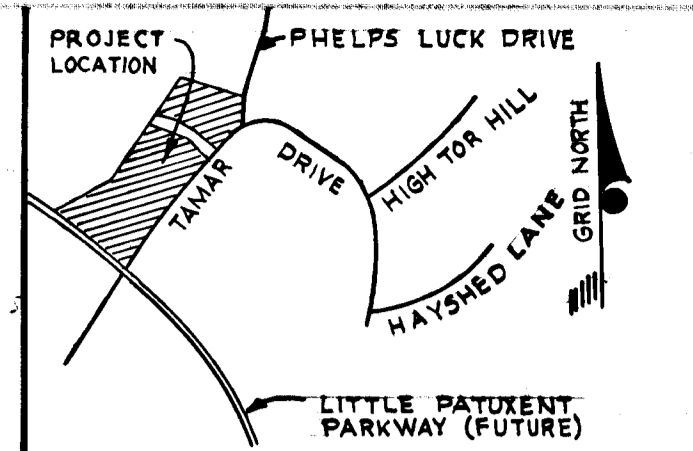 PROJECT
LOCATION
PHELPS LUCK DRIVE
TAMAR
DRIVE
HIGH TOR HILL
HAYSHED LANE
GRID NORTH
LITTLE PATUXENT
PARKWAY (FUTURE)